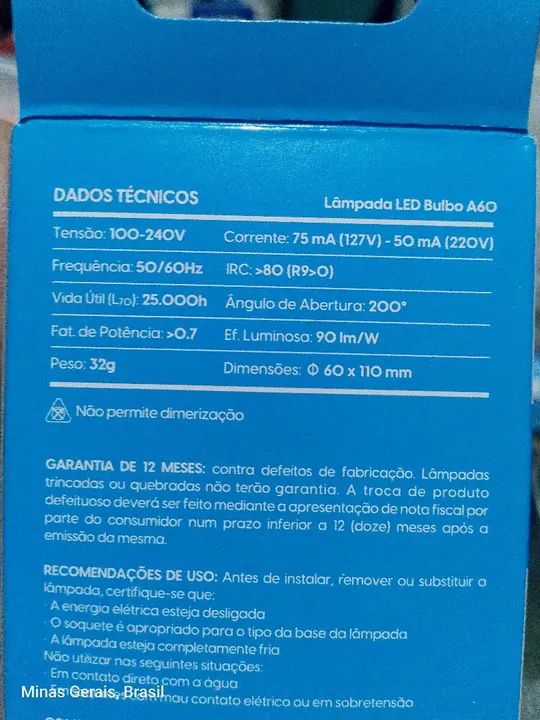 DADOS TÉCNICOS
Lâmpada LED Bulbo A60
Tensão: 100-240V Corrente: 75 mA (127V) - 50 mA (220V)
Frequência: 50/60Hz IRC: >80 (R9>0)
Vida Útil (L70): 25.000h Ângulo de Abertura: 200°
Fat. de Potência: >0.7 Ef. Luminosa: 90 lm/W
Peso: 32g Dimensões: Φ 60 x 110 mm
Não permite dimerização
GARANTIA DE 12 MESES: contra defeitos de fabricação. Lâmpadas
trincadas ou quebradas não terão garantia. A troca de produto
defeituoso deverá ser feito mediante a apresentação de nota fiscal por
parte do consumidor num prazo inferior a 12 (doze) meses após a
emissão da mesma.
RECOMENDAÇÕES DE USO: Antes de instalar, remover ou substituir a
lâmpada, certifique-se que:
· A energia elétrica esteja desligada
· O soquete é apropriado para o tipo da base da lâmpada
· A lâmpada esteja completamente fria
Não utilizar nas seguintes situações:
· Em contato direto com a água
mau contato elétrico ou em sobretensão
Minas Gerais, Brasil